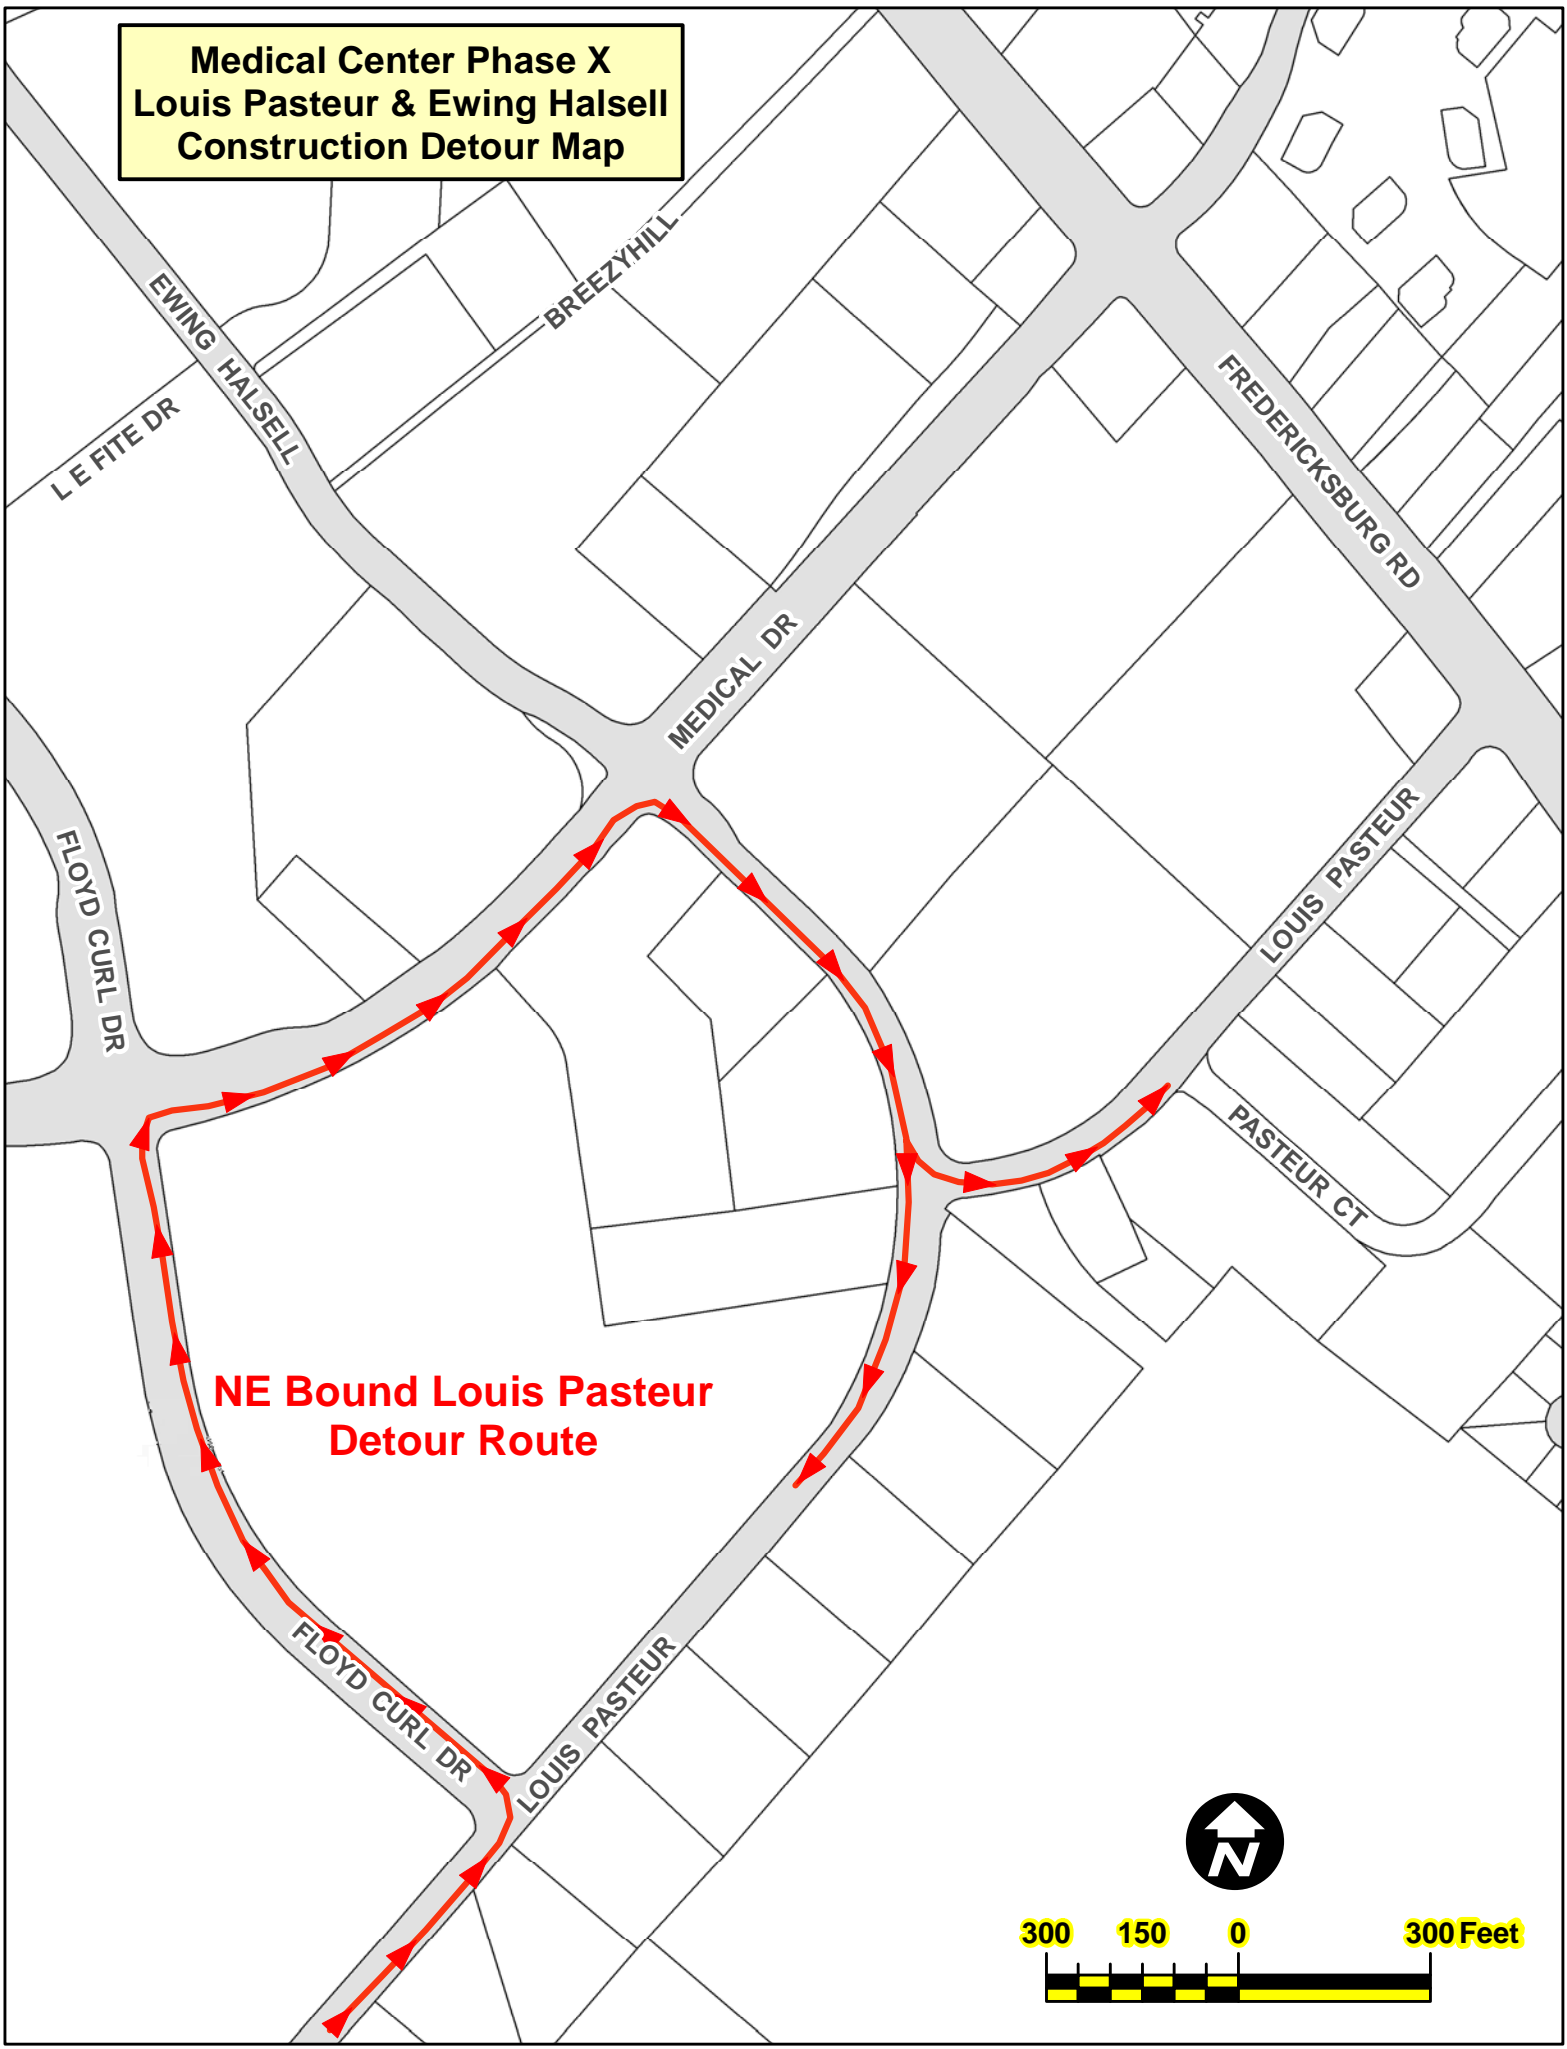 Medical Center Phase X
Louis Pasteur & Ewing Halsell
Construction Detour Map
BREEZYHILL
EWING HALSELL
L E FITE DR
FREDERICKSBURG RD
MEDICAL DR
FLOYD CURL DR
LOUIS PASTEUR
PASTEUR CT
NE Bound Louis Pasteur
Detour Route
FLOYD CURL DR
LOUIS PASTEUR
N
300 150 0 300 Feet